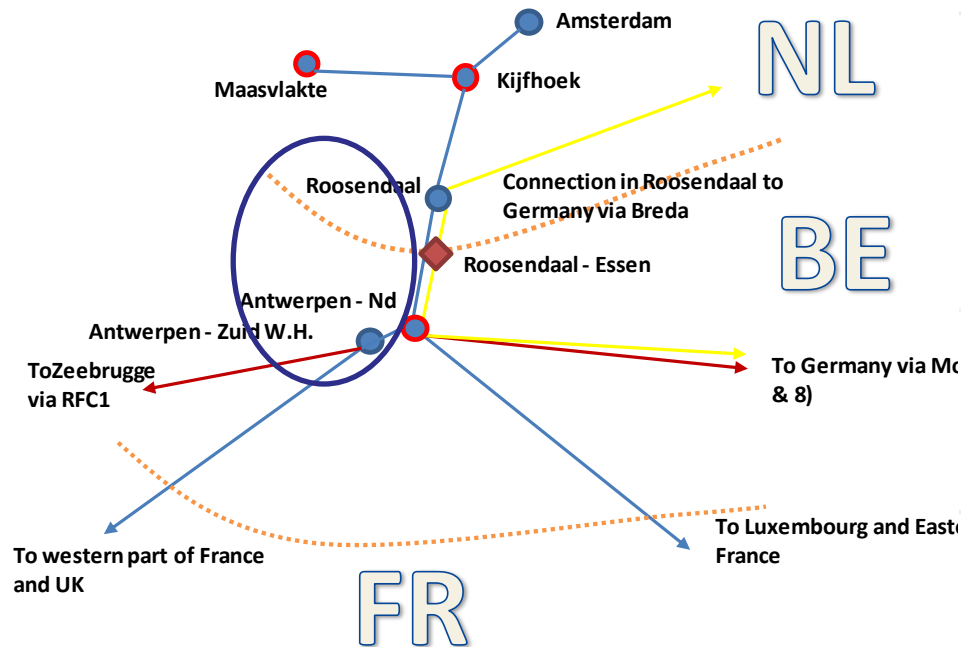 Amsterdam
NL
Kijfhoek
Maasvlakte
Roosendaal
Connection in Roosendaal to
Germany via Breda
BE
Roosendaal - Essen
Antwerpen - Nd
Antwerpen - Zuid W.H.
ToZeebrugge
via RFC1
To Germany via
& 8)
To western part of France
and UK
To Luxembourg and
France
FR